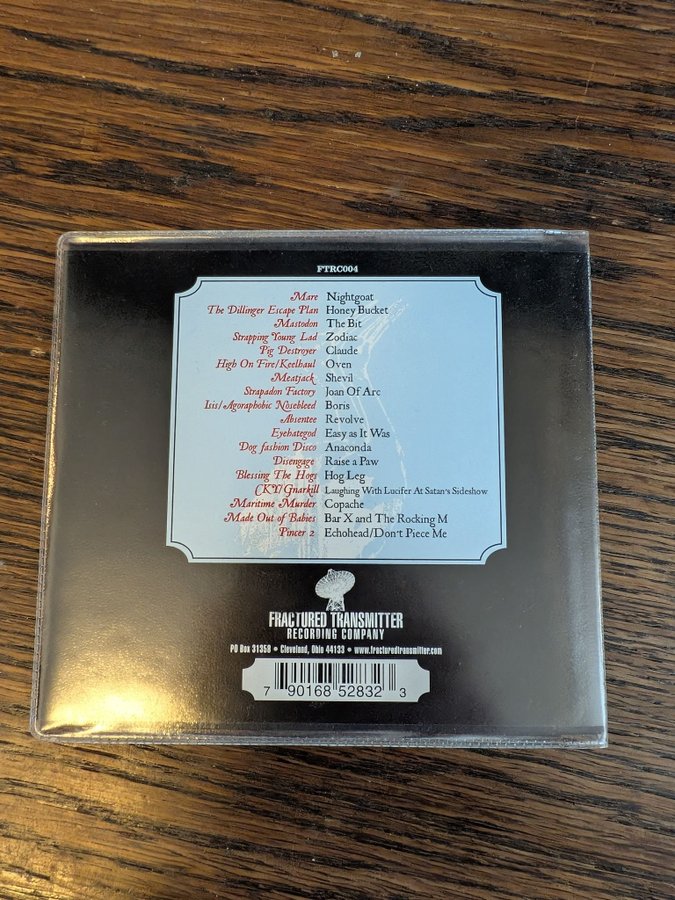 FTRC004
Mare Nightgoat
The Dillinger Escape Plan Honey Bucket
Mastodon The Bit
Strapping Young Lad Zodiac
Pig Destroyer Claude
High On Fire/Keelhaul Oven
Meatjack Shevil
Strapadon Factory Joan Of Arc
Isis/Agoraphobic Nosebleed Boris
Absentee Revolve
Eyehategod Easy as It Was
Dog fashion Disco Anaconda
Disengage Raise a Paw
Blessing The Hogs Hog Leg
CKY/Gnarkill Laughing With Lucifer At Satan's Sideshow
Maritime Murder Copache
Made Out of Babies Bar X and The Rocking M
Pincer 2 Echohead/Don't Piece Me
FRACTURED TRANSMITTER
RECORDING COMPANY
PO Box 31358 • Cleveland, Ohio 44133 • www.fracturedtransmitter.com
7 90168 52832 3